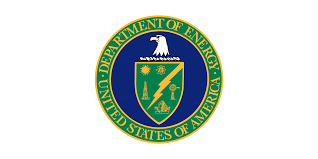 · DEPARTMENT OF ENERGY ·
UNITED STATES OF AMERICA